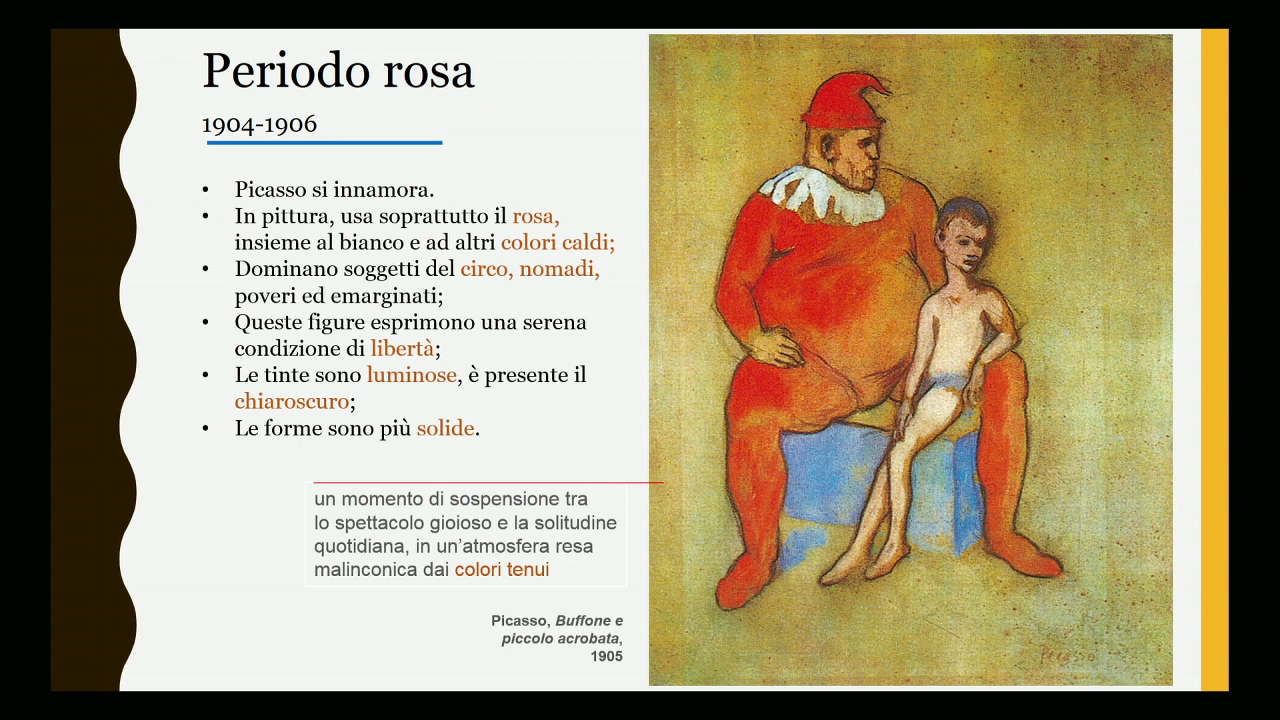 Periodo rosa
1904-1906
• Picasso si innamora.
• In pittura, usa soprattutto il rosa,
insieme al bianco e ad altri colori caldi;
• Dominano soggetti del circo, nomadi,
poveri ed emarginati;
• Queste figure esprimono una serena
condizione di libertà;
• Le tinte sono luminose, è presente il
chiaroscuro;
• Le forme sono più solide.
un momento di sospensione tra
lo spettacolo gioioso e la solitudine
quotidiana, in un'atmosfera resa
malinconica dai colori tenui
Picasso, Buffone e
piccolo acrobata,
1905
Picasso